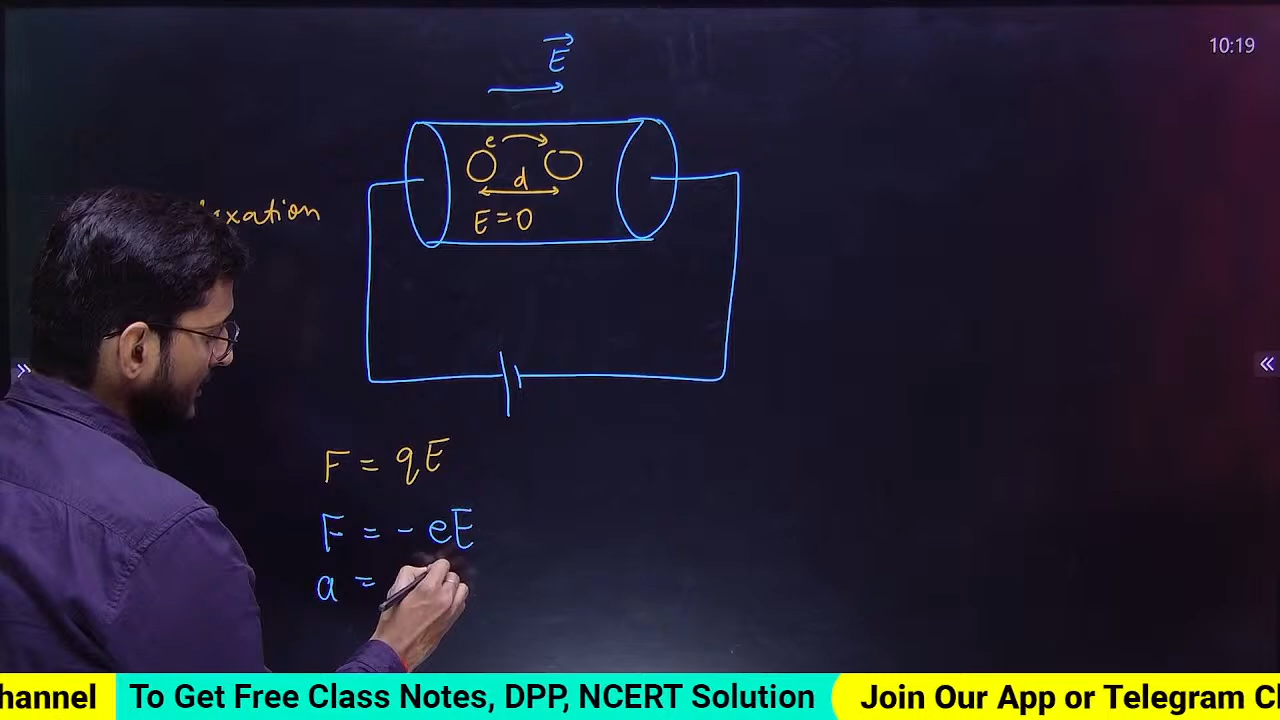 10:19
E
e
d
E = 0
F = qE
F = - eE
a =
hannel To Get Free Class Notes, DPP, NCERT Solution Join Our App or Telegram